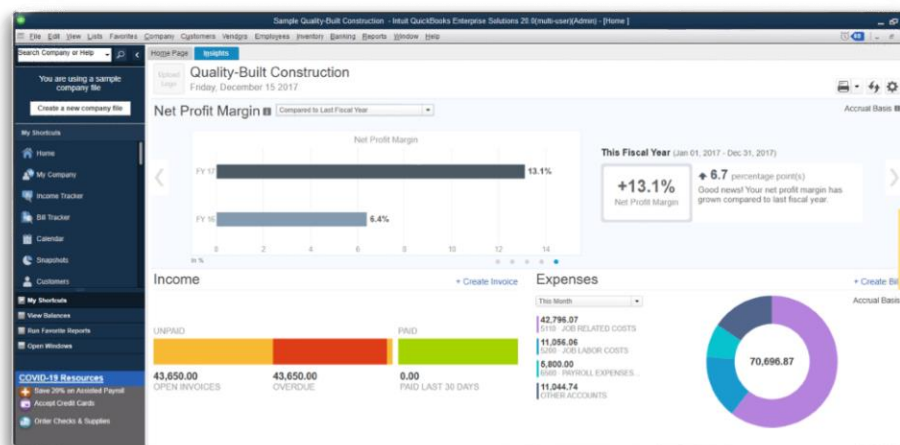 Sample Quality-Built Construction - Intuit QuickBooks Enterprise Solutions 20.0(multi-user)(Admin) - [Home ]
File Edit View Lists Favorites Company Customers Vendors Employees Inventory Banking Reports Window Help
Search Company or Help
Home Page Insights
You are using a sample
company file
Create a new company file
My Shortcuts
Home
My Company
Income Tracker
Bill Tracker
Calendar
Snapshots
Customers
My Shortcuts
View Balances
Run Favorite Reports
Open Windows
COVID-19 Resources
Save 20% on Assisted Payroll
Accept Credit Cards
Order Checks & Supplies
Upload
Logo
Quality-Built Construction
Friday, December 15 2017
Net Profit Margin Compared to Last Fiscal Year
Accrual Basis
Net Profit Margin
FY 17 13.1%
FY 16 6.4%
0 2 4 6 8 10 12 14
In %
This Fiscal Year (Jan 01, 2017 - Dec 31, 2017)
+13.1%
Net Profit Margin
6.7 percentage point(s)
Good news! Your net profit margin has
grown compared to last fiscal year.
Income
+ Create Invoice
UNPAID PAID
43,650.00 43,650.00 0.00
OPEN INVOICES OVERDUE PAID LAST 30 DAYS
Expenses
+ Create Bill
This Month
Accrual Basis
42,796.07
5110 · JOB RELATED COSTS
11,056.06
5200 · JOB LABOR COSTS
5,800.00
PAYROLL EXPENSES...
11,044.74
OTHER ACCOUNTS
70,696.87